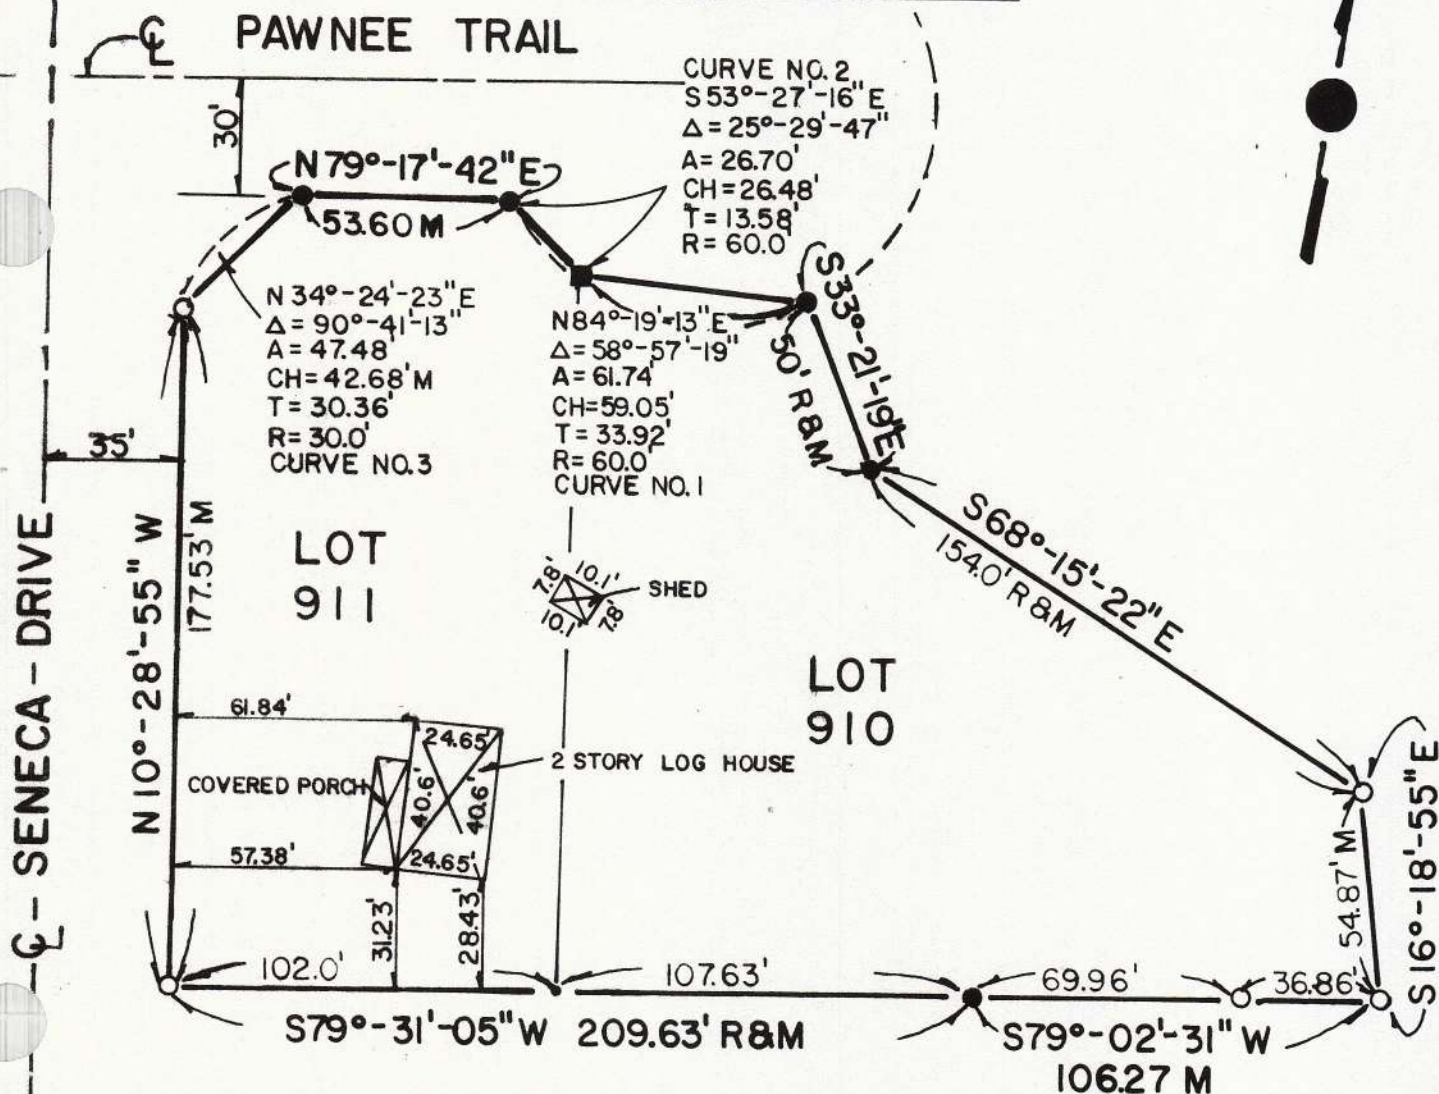 ℄ PAWNEE TRAIL
30'
CURVE NO. 2
S 53°-27'-16" E
Δ = 25°-29'-47"
A = 26.70'
CH = 26.48'
T = 13.58'
R = 60.0'
N 79°-17'-42" E
53.60 M
N 34°-24'-23" E
Δ = 90°-41'-13"
A = 47.48'
CH = 42.68' M
T = 30.36'
R = 30.0'
CURVE NO. 3
N84°-19'-13" E
Δ = 58°-57'-19"
A = 61.74'
CH=59.05'
T = 33.92'
R = 60.0'
CURVE NO. 1
S33°-21'-19"E
50' R&M
35'
℄ - SENECA - DRIVE
N 10°-28'-55" W
177.53' M
LOT
911
7.8'
10.1'
10.1'
7.8'
SHED
S68°-15'-22" E
154.0' R&M
LOT
910
61.84'
24.65'
2 STORY LOG HOUSE
COVERED PORCH
40.6'
40.6'
57.38'
24.65'
31.23'
28.43'
54.87' M
S 16°-18'-55" E
102.0'
107.63'
69.96'
36.86'
S79°-31'-05" W 209.63' R&M
S79°-02'-31" W
106.27 M